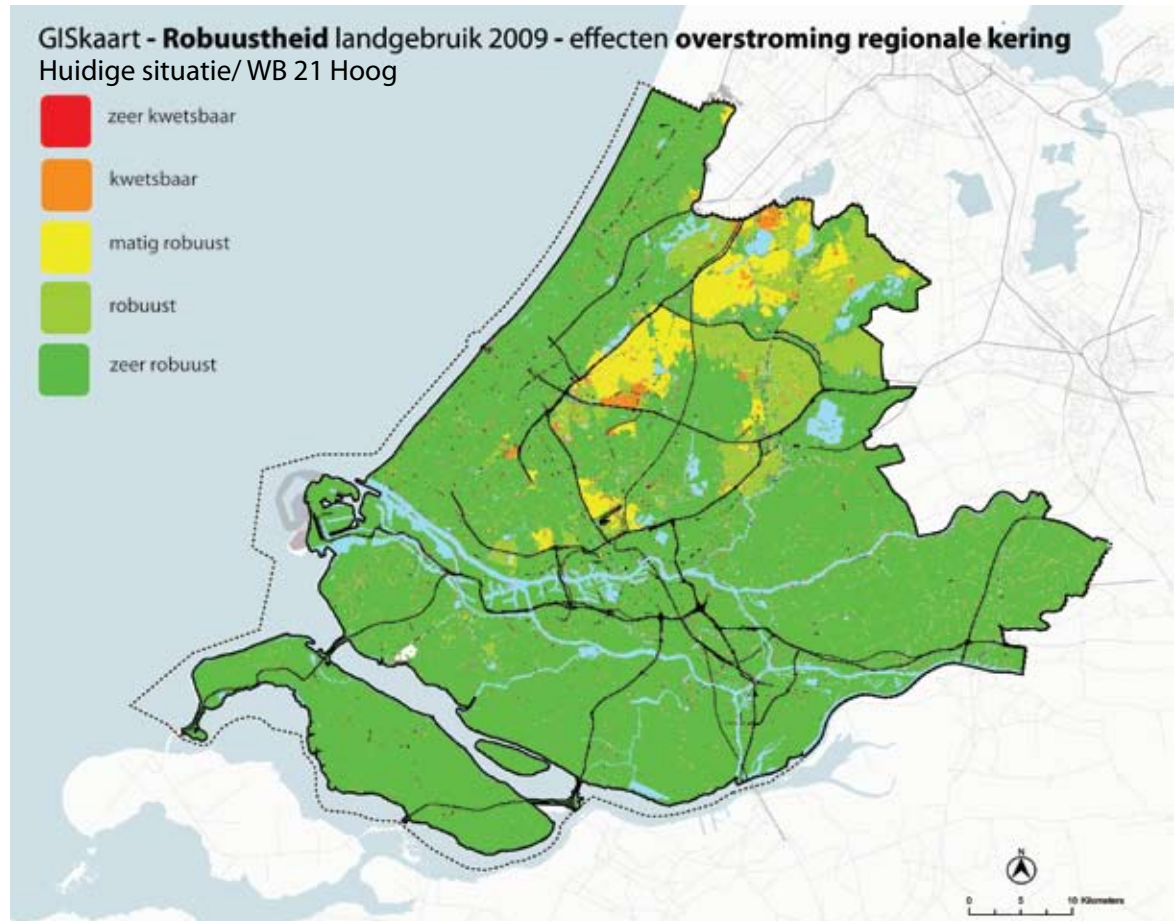 GISkaart - Robuustheid landgebruik 2009 - effecten overstroming regionale kering
Huidige situatie/ WB 21 Hoog
zeer kwetsbaar
kwetsbaar
matig robuust
robuust
zeer robuust
N
0 5 10 Kilometers